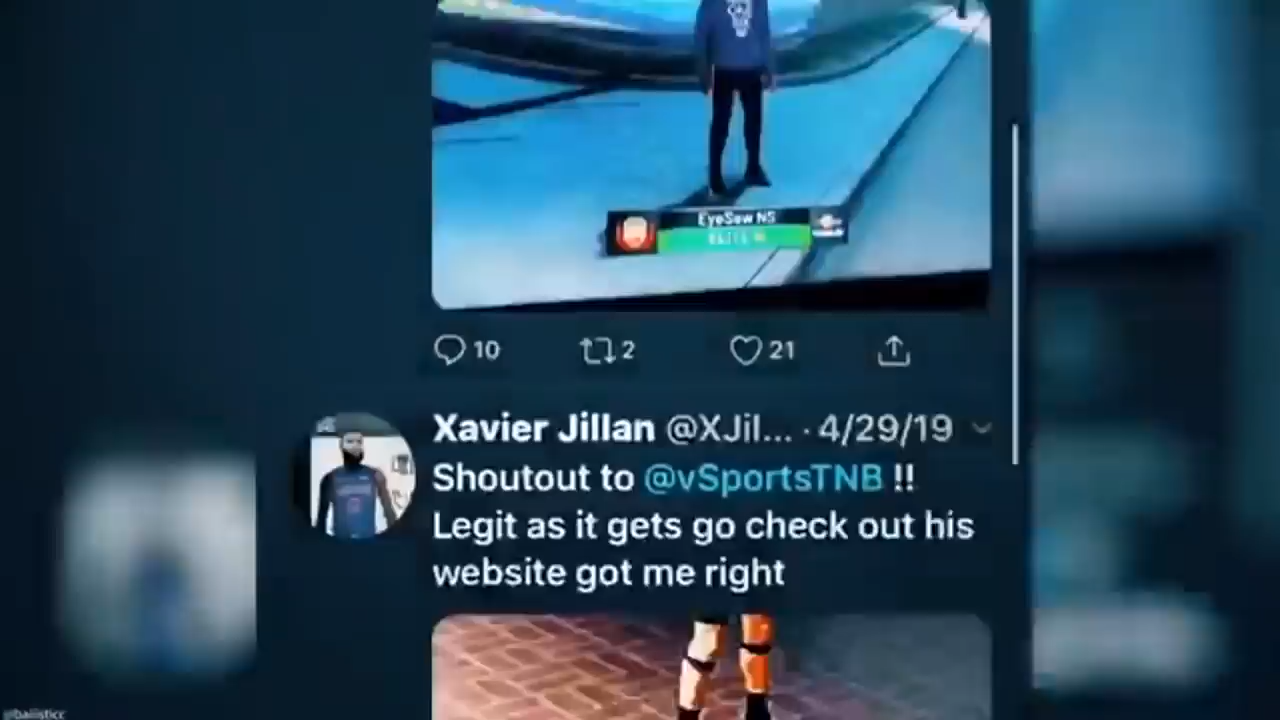 EyeSew NS
10
2
21
Xavier Jillan @XJil... · 4/29/19
Shoutout to @vSportsTNB !!
Legit as it gets go check out his
website got me right
@ballisticc